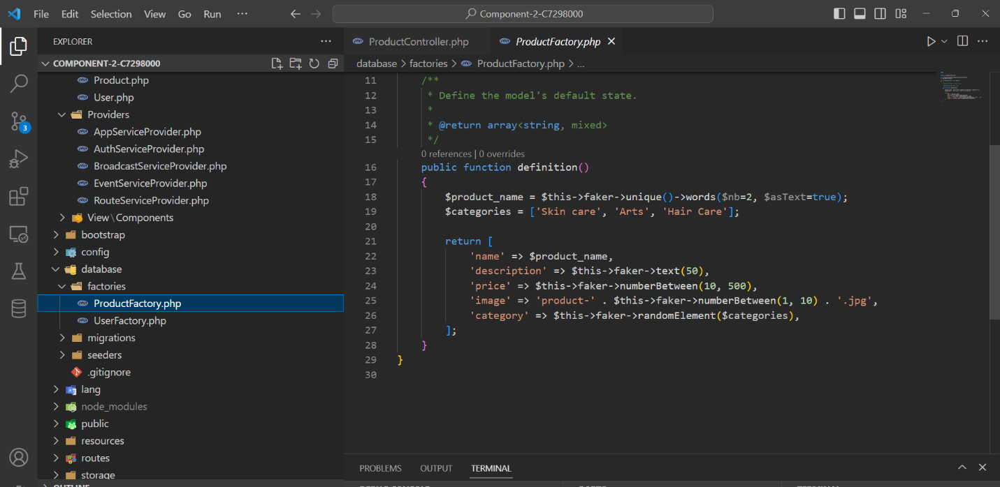 File Edit Selection View Go Run ···
Component-2-C7298000
EXPLORER
COMPONENT-2-C7298000
Product.php
User.php
Providers
AppServiceProvider.php
AuthServiceProvider.php
BroadcastServiceProvider.php
EventServiceProvider.php
RouteServiceProvider.php
View\Components
bootstrap
config
database
factories
ProductFactory.php
UserFactory.php
migrations
seeders
.gitignore
lang
node_modules
public
resources
routes
storage
OUTLINE
3
ProductController.php ProductFactory.php
database > factories > ProductFactory.php > ...
11 /**
12 * Define the model's default state.
13 *
14 * @return array<string, mixed>
15 */
0 references | 0 overrides
16 public function definition()
17 {
18 $product_name = $this->faker->unique()->words($nb=2, $asText=true);
19 $categories = ['Skin care', 'Arts', 'Hair Care'];
20
21 return [
22 'name' => $product_name,
23 'description' => $this->faker->text(50),
24 'price' => $this->faker->numberBetween(10, 500),
25 'image' => 'product-' . $this->faker->numberBetween(1, 10) . '.jpg',
26 'category' => $this->faker->randomElement($categories),
27 ];
28 }
29 }
30
PROBLEMS OUTPUT TERMINAL